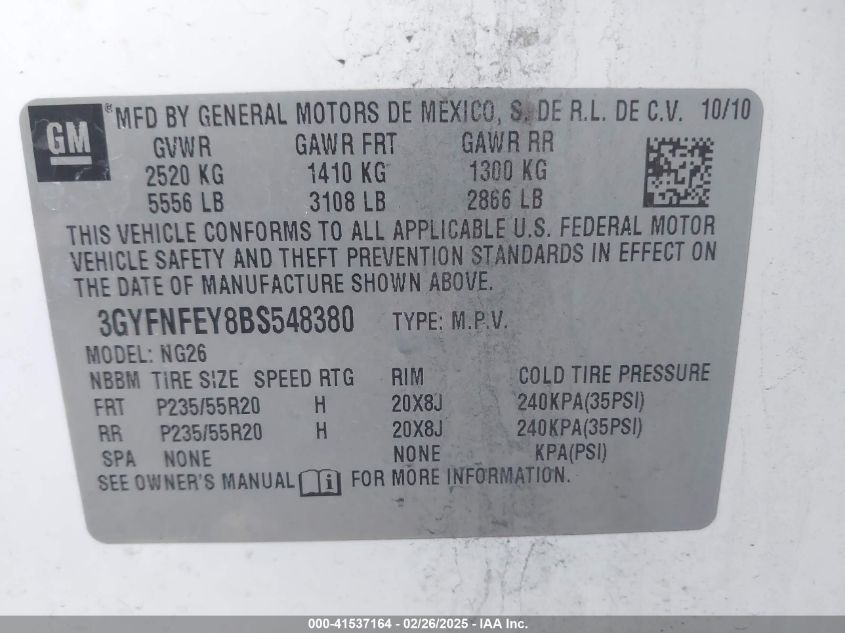 GM ® MFD BY GENERAL MOTORS DE MEXICO, S. DE R.L. DE C.V. 10/10
GVWR GAWR FRT GAWR RR
2520 KG 1410 KG 1300 KG
5556 LB 3108 LB 2866 LB
THIS VEHICLE CONFORMS TO ALL APPLICABLE U.S. FEDERAL MOTOR
VEHICLE SAFETY AND THEFT PREVENTION STANDARDS IN EFFECT ON
THE DATE OF MANUFACTURE SHOWN ABOVE.
3GYFNFEY8BS548380 TYPE: M.P.V.
MODEL: NG26
NBBM TIRE SIZE SPEED RTG RIM COLD TIRE PRESSURE
FRT P235/55R20 H 20X8J 240KPA(35PSI)
RR P235/55R20 H 20X8J 240KPA(35PSI)
SPA NONE NONE KPA(PSI)
SEE OWNER'S MANUAL i FOR MORE INFORMATION.
000-41537164 - 02/26/2025 - IAA Inc.